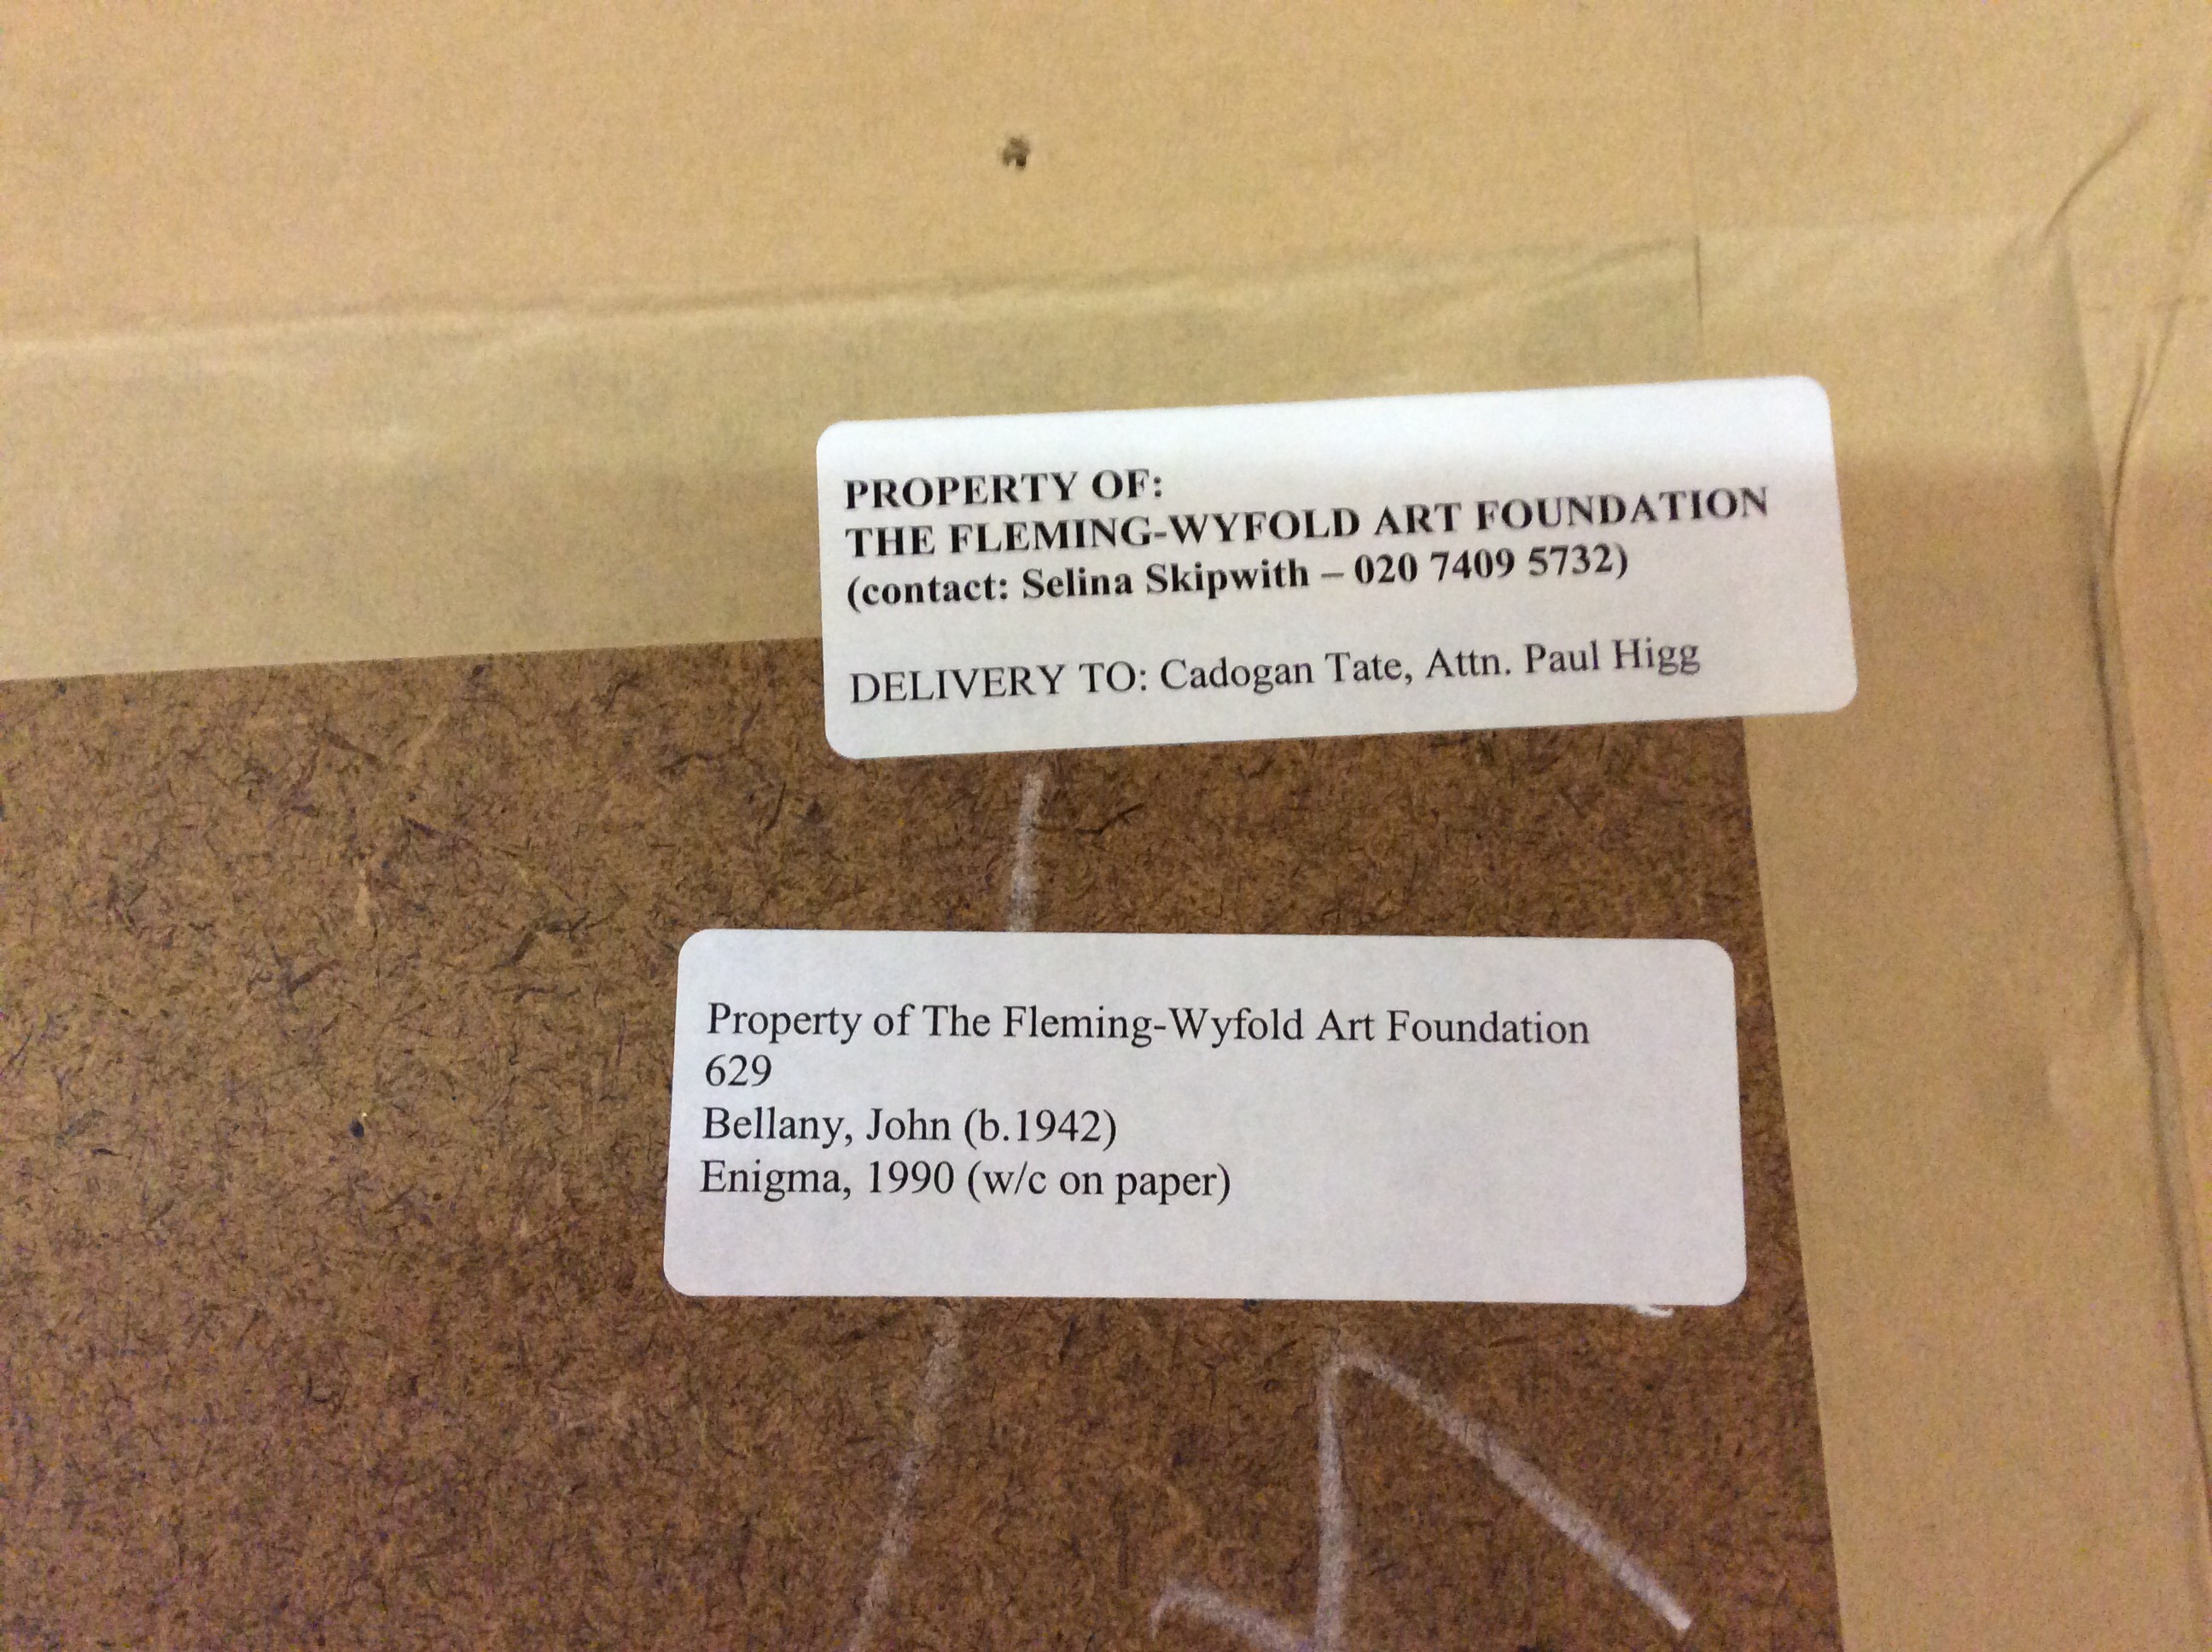 PROPERTY OF:
THE FLEMING-WYFOLD ART FOUNDATION
(contact: Selina Skipwith – 020 7409 5732)
DELIVERY TO: Cadogan Tate, Attn. Paul Higg
Property of The Fleming-Wyfold Art Foundation
629
Bellany, John (b.1942)
Enigma, 1990 (w/c on paper)